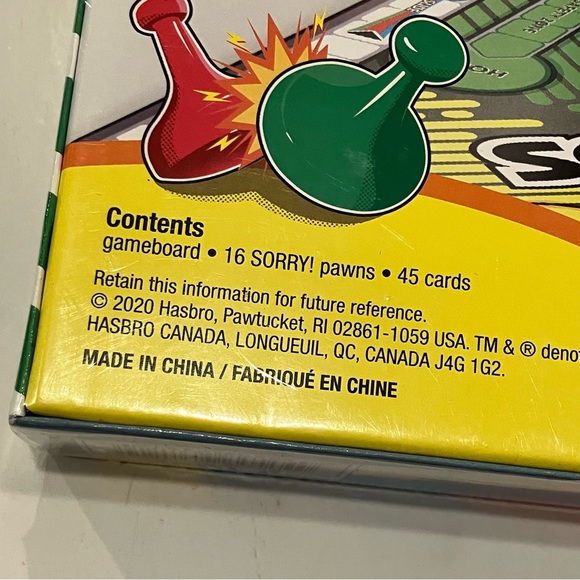 Contents
gameboard • 16 SORRY! pawns • 45 cards
Retain this information for future reference.
© 2020 Hasbro, Pawtucket, RI 02861-1059 USA. TM & ® denot
HASBRO CANADA, LONGUEUIL, QC, CANADA J4G 1G2.
MADE IN CHINA / FABRIQUÉ EN CHINE